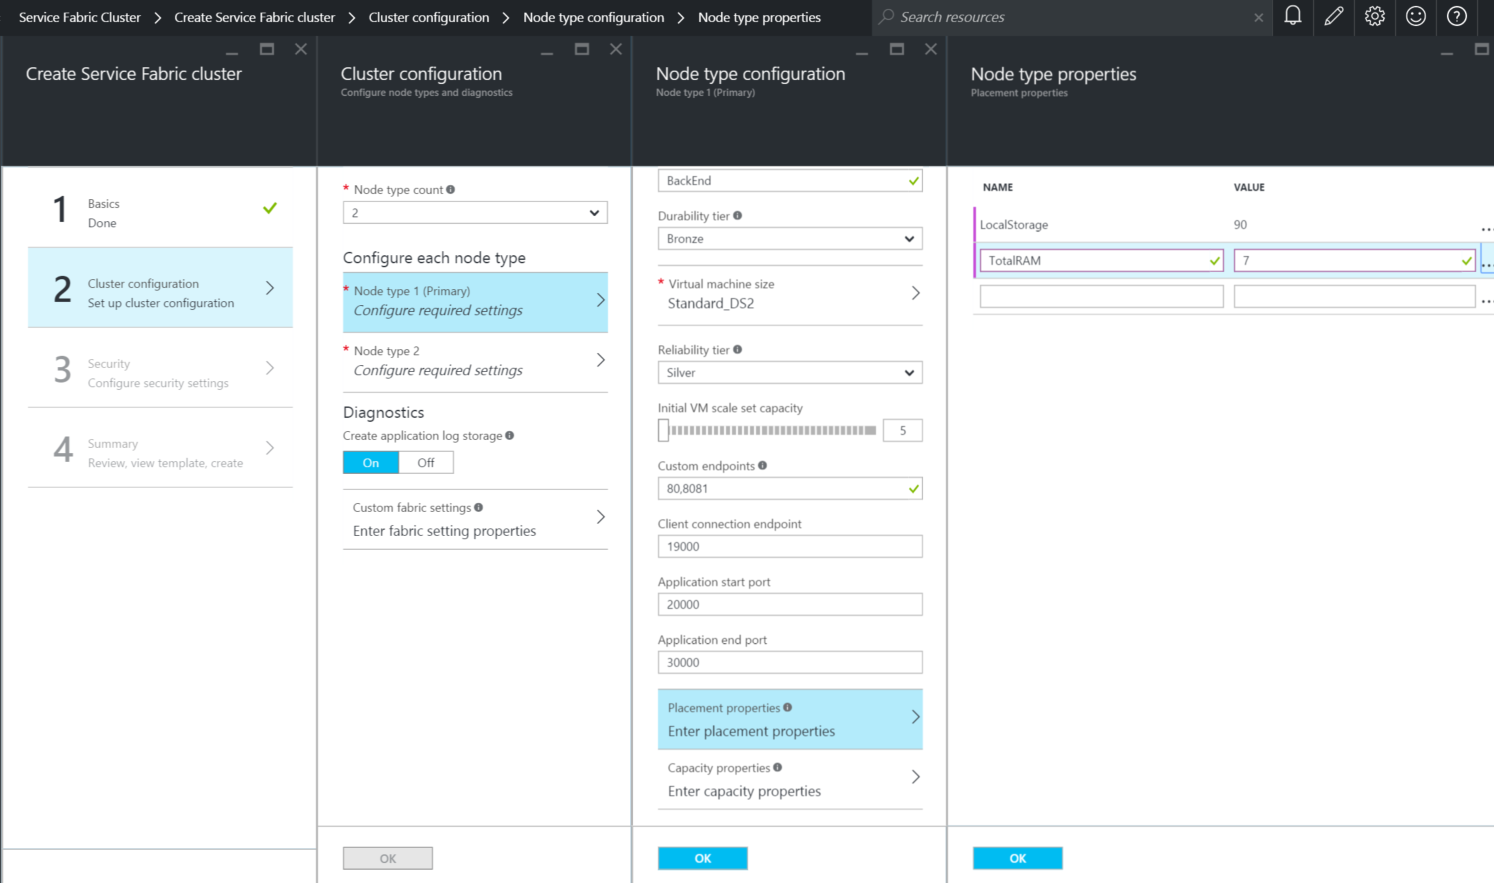 Service Fabric Cluster > Create Service Fabric cluster > Cluster configuration > Node type configuration > Node type properties
Search resources
Create Service Fabric cluster
1
Basics
Done
2
Cluster configuration
Set up cluster configuration
3
Security
Configure security settings
4
Summary
Review, view template, create
Cluster configuration
Configure node types and diagnostics
* Node type count
2
Configure each node type
* Node type 1 (Primary)
Configure required settings
* Node type 2
Configure required settings
Diagnostics
Create application log storage
On Off
Custom fabric settings
Enter fabric setting properties
OK
Node type configuration
Node type 1 (Primary)
BackEnd
Durability tier
Bronze
* Virtual machine size
Standard_DS2
Reliability tier
Silver
Initial VM scale set capacity
5
Custom endpoints
80,8081
Client connection endpoint
19000
Application start port
20000
Application end port
30000
Placement properties
Enter placement properties
Capacity properties
Enter capacity properties
OK
Node type properties
Placement properties
NAME VALUE
LocalStorage 90
TotalRAM 7
OK